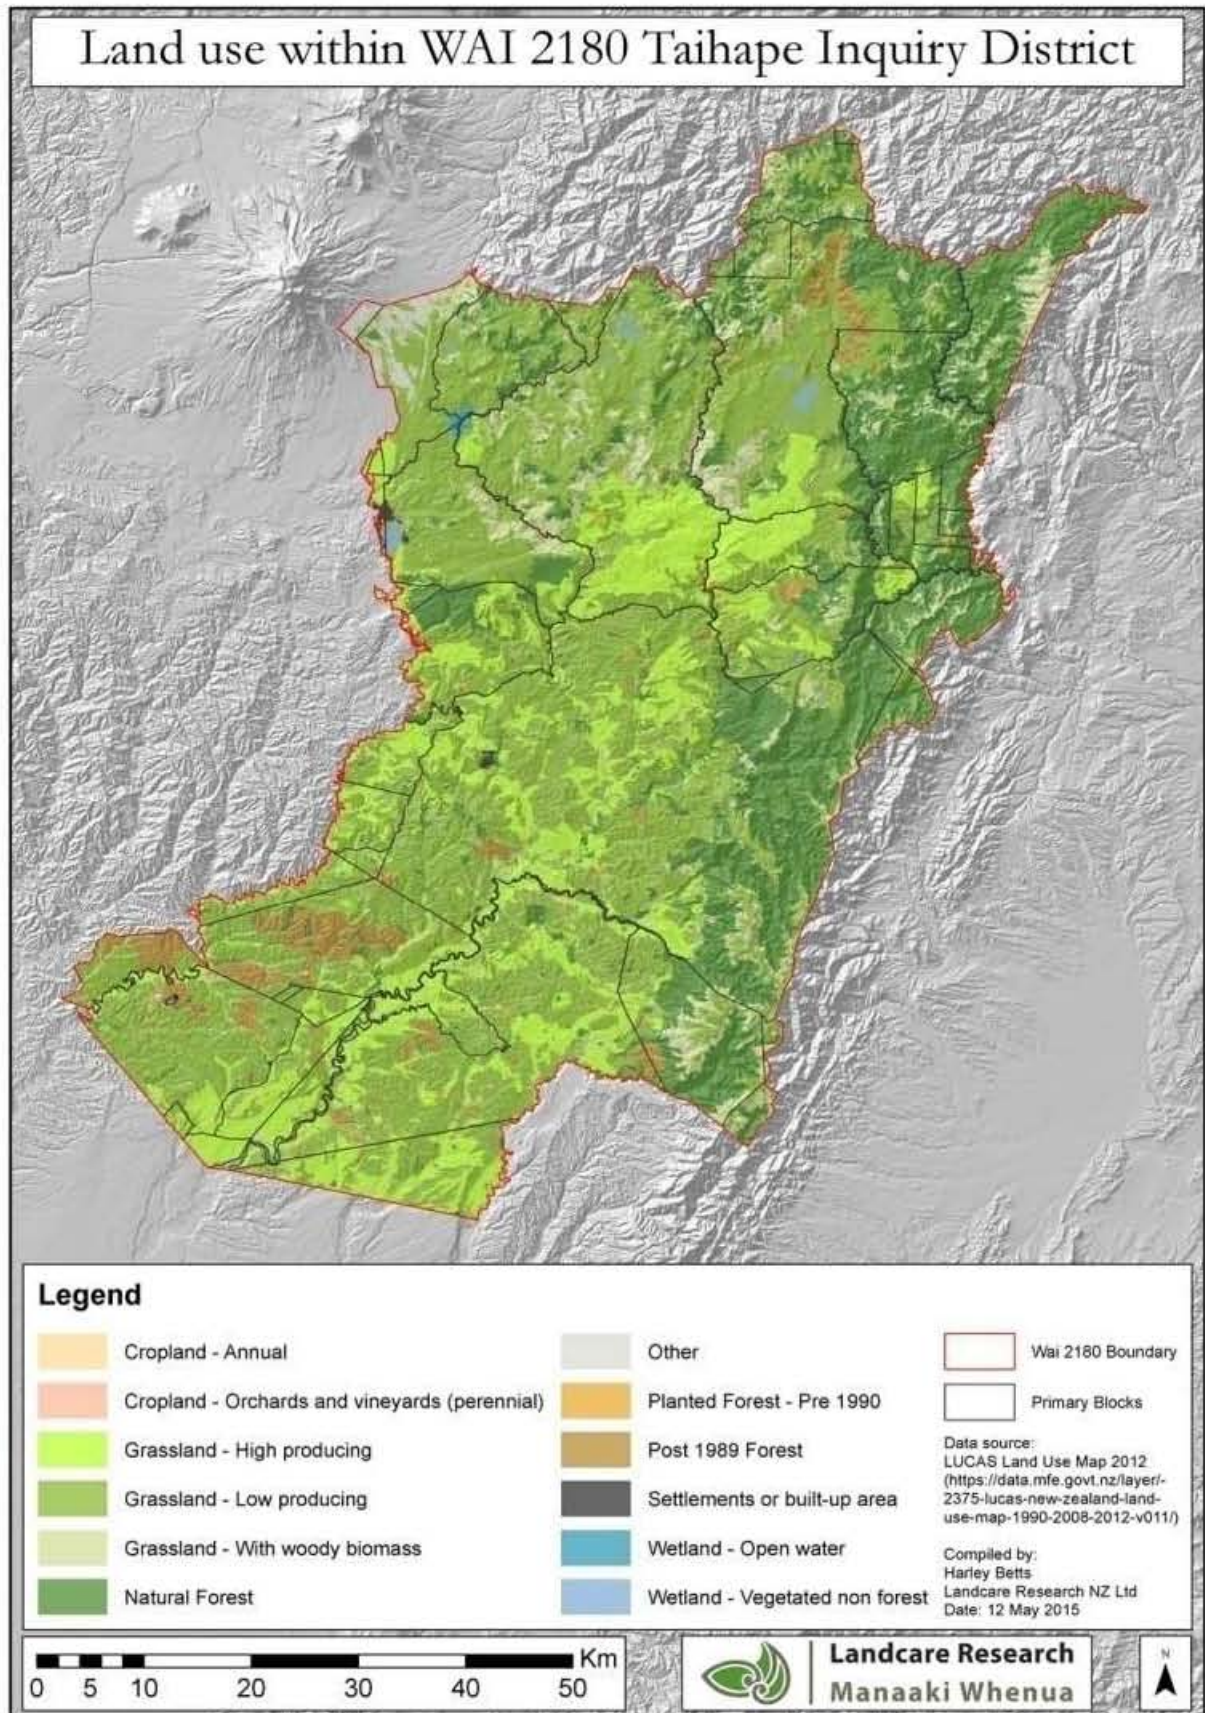 Land use within WAI 2180 Taihape Inquiry District
Legend
Cropland - Annual
Cropland - Orchards and vineyards (perennial)
Grassland - High producing
Grassland - Low producing
Grassland - With woody biomass
Natural Forest
Other
Planted Forest - Pre 1990
Post 1989 Forest
Settlements or built-up area
Wetland - Open water
Wetland - Vegetated non forest
Wai 2180 Boundary
Primary Blocks
Data source:
LUCAS Land Use Map 2012
(https://data.mfe.govt.nz/layer/-
2375-lucas-new-zealand-land-
use-map-1990-2008-2012-v011/)
Compiled by:
Harley Betts
Landcare Research NZ Ltd
Date: 12 May 2015
Km
0 5 10 20 30 40 50
Landcare Research
Manaaki Whenua
N